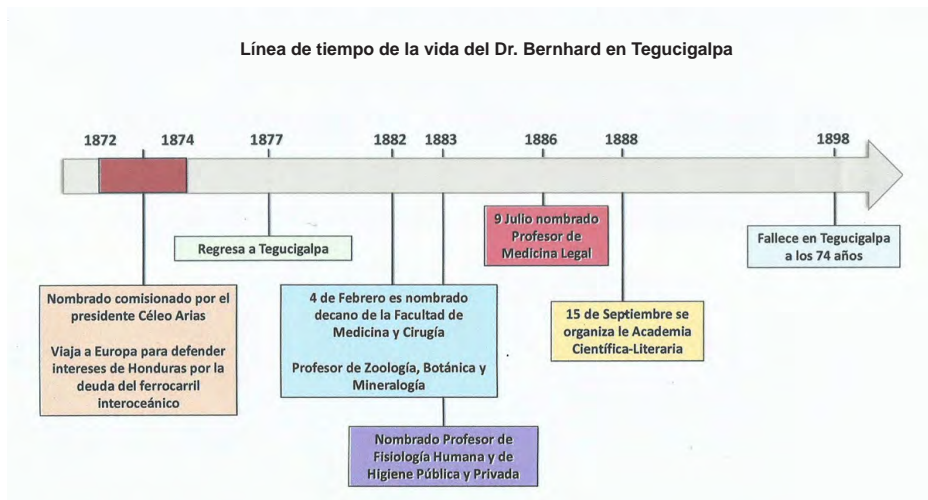 Línea de tiempo de la vida del Dr. Bernhard en Tegucigalpa
1872
1874
1877
1882
1883
1886
1888
1898
Nombrado comisionado por el
presidente Céleo Arias
Viaja a Europa para defender
intereses de Honduras por la
deuda del ferrocarril
interoceánico
Regresa a Tegucigalpa
4 de Febrero es nombrado
decano de la Facultad de
Medicina y Cirugía
Profesor de Zoología, Botánica y
Mineralogía
Nombrado Profesor de
Fisiología Humana y de
Higiene Pública y Privada
9 Julio nombrado
Profesor de
Medicina Legal
15 de Septiembre se
organiza le Academia
Científica-Literaria
Fallece en Tegucigalpa
a los 74 años